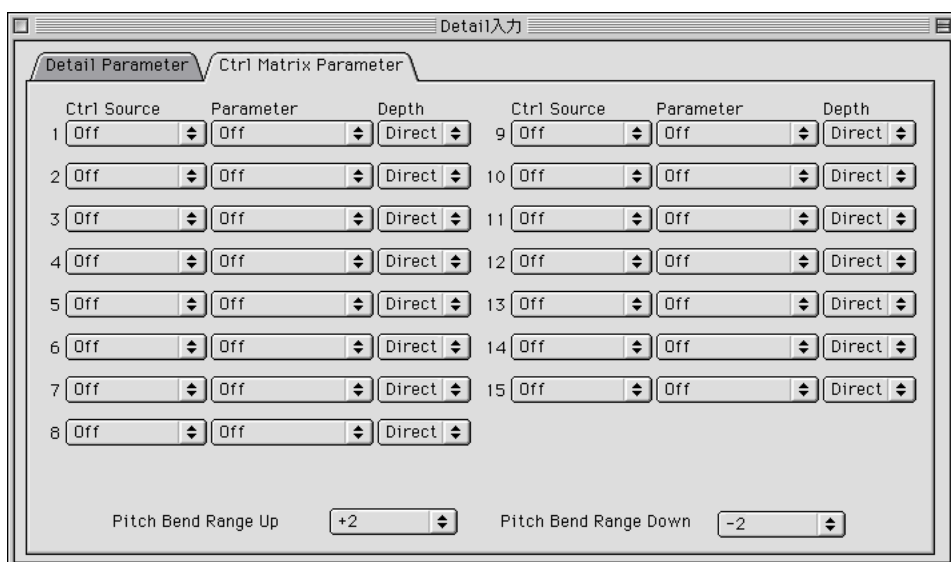 Detail入力
Detail Parameter Ctrl Matrix Parameter
Ctrl Source Parameter Depth Ctrl Source Parameter Depth
1 Off Off Direct 9 Off Off Direct
2 Off Off Direct 10 Off Off Direct
3 Off Off Direct 11 Off Off Direct
4 Off Off Direct 12 Off Off Direct
5 Off Off Direct 13 Off Off Direct
6 Off Off Direct 14 Off Off Direct
7 Off Off Direct 15 Off Off Direct
8 Off Off Direct
Pitch Bend Range Up +2 Pitch Bend Range Down -2